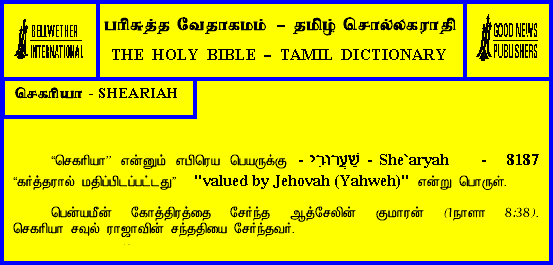 BELLWETHER
INTERNATIONAL
பரிசுத்த வேதாகமம் – தமிழ் சொல்லகராதி
THE HOLY BIBLE – TAMIL DICTIONARY
GOOD NEWS
PUBLISHERS
செகரியா - SHEARIAH
“செகரியா” என்னும் எபிரெய பெயருக்கு - - She`aryah - 8187
“கர்த்தரால் மதிப்பிடப்பட்டது” "valued by Jehovah (Yahweh)" என்று பொருள்.
பென்யமீன் கோத்திரத்தை சேர்ந்த ஆத்சேலின் குமாரன் (1நாளா 8:38).
செகரியா சவுல் ராஜாவின் சந்ததியை சேர்ந்தவர்.